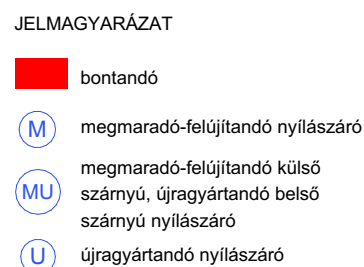 JELMAGYARÁZAT
bontandó
M megmaradó-felújítandó nyílászáró
megmaradó-felújítandó külső
MU szárnyú, újragyártandó belső
szárnyú nyílászáró
U újragyártandó nyílászáró